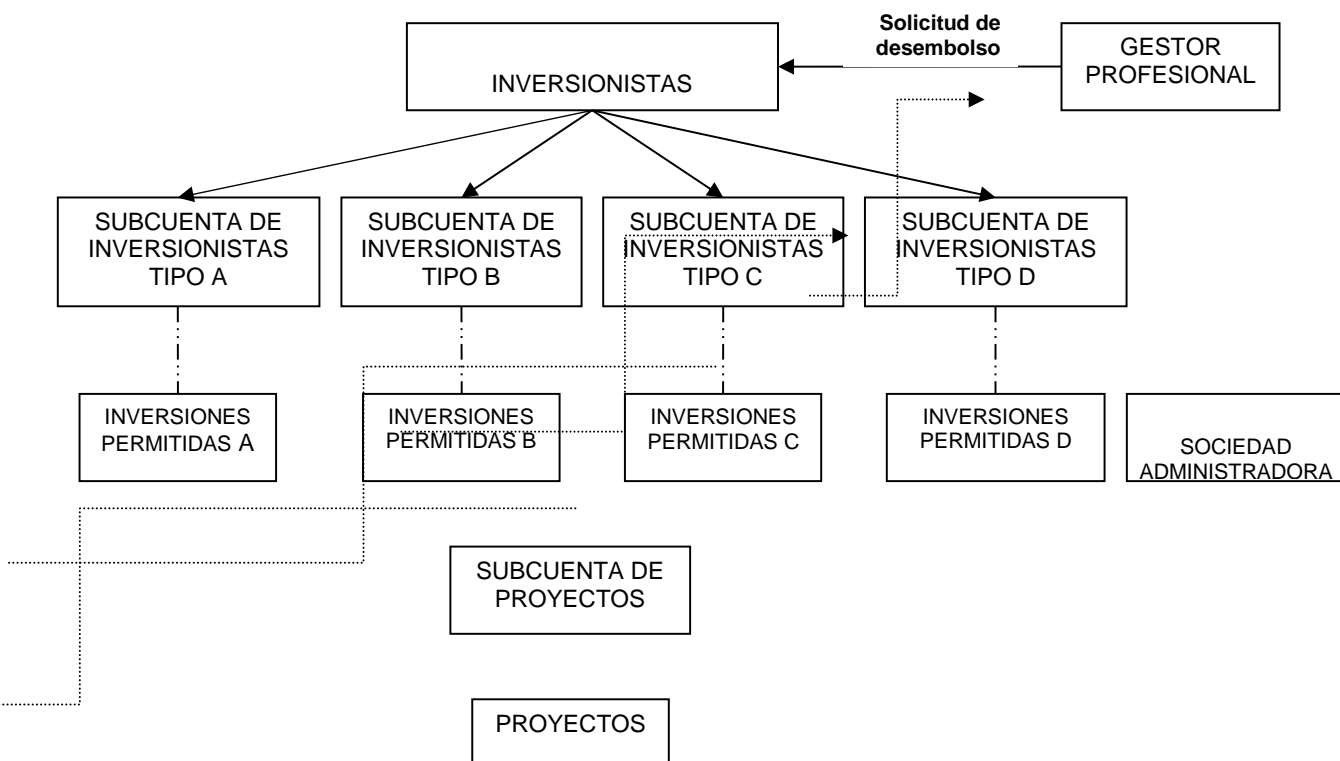 Solicitud de
desembolso
GESTOR
PROFESIONAL
INVERSIONISTAS
SUBCUENTA DE
INVERSIONISTAS
TIPO A
SUBCUENTA DE
INVERSIONISTAS
TIPO B
SUBCUENTA DE
INVERSIONISTAS
TIPO C
SUBCUENTA DE
INVERSIONISTAS
TIPO D
INVERSIONES
PERMITIDAS A
INVERSIONES
PERMITIDAS B
INVERSIONES
PERMITIDAS C
INVERSIONES
PERMITIDAS D
SOCIEDAD
ADMINISTRADORA
SUBCUENTA DE
PROYECTOS
PROYECTOS